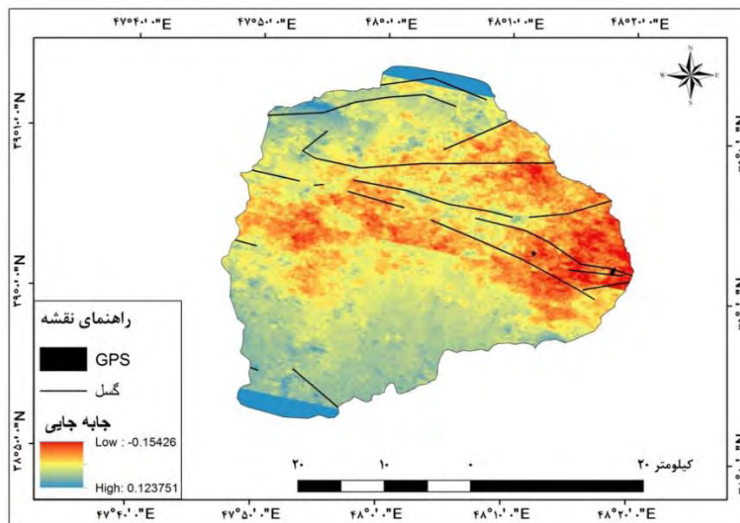 ۴۷°۴۰'۰"E ۴۷°۵۰'۰"E ۴۸°۰'۰"E ۴۸°۱۰'۰"E ۴۸°۲۰'۰"E
N
W E
S
۳۹°۱۰'۰"N
۳۹°۰'۰"N
۳۸°۵۰'۰"N
راهنمای نقشه
GPS
گسل
جابه جایی
Low : -0.15426
High: 0.123751
۲۰ ۱۰ ۰ ۲۰ کیلومتر
۴۷°۴۰'۰"E ۴۷°۵۰'۰"E ۴۸°۰'۰"E ۴۸°۱۰'۰"E ۴۸°۲۰'۰"E